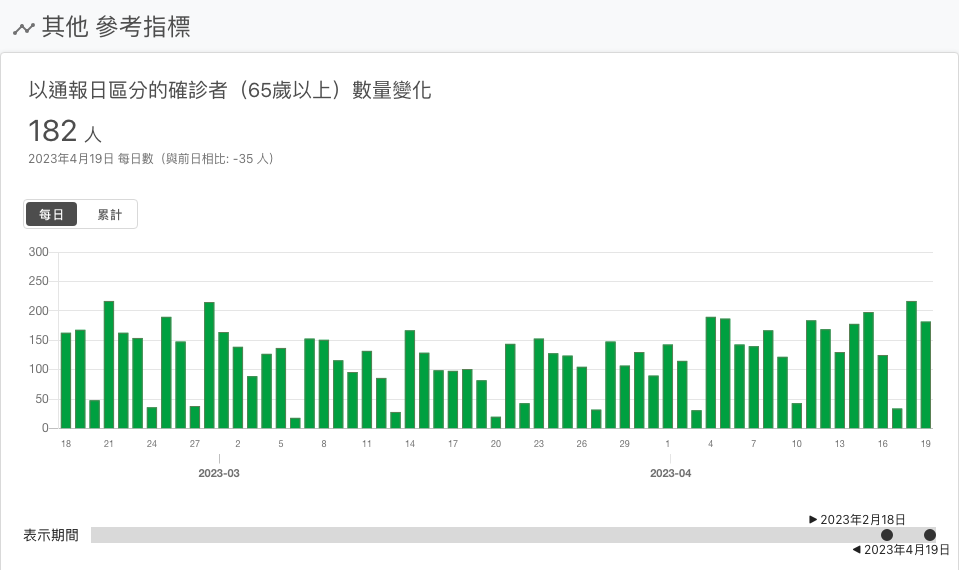 其他 參考指標
以通報日區分的確診者（65歲以上）數量變化
182 人
2023年4月19日 每日數（與前日相比: -35 人）
每日 累計
300
250
200
150
100
50
0
18 21 24 27 2 5 8 11 14 17 20 23 26 29 1 4 7 10 13 16 19
2023-03 2023-04
►2023年2月18日
表示期間
◄2023年4月19日